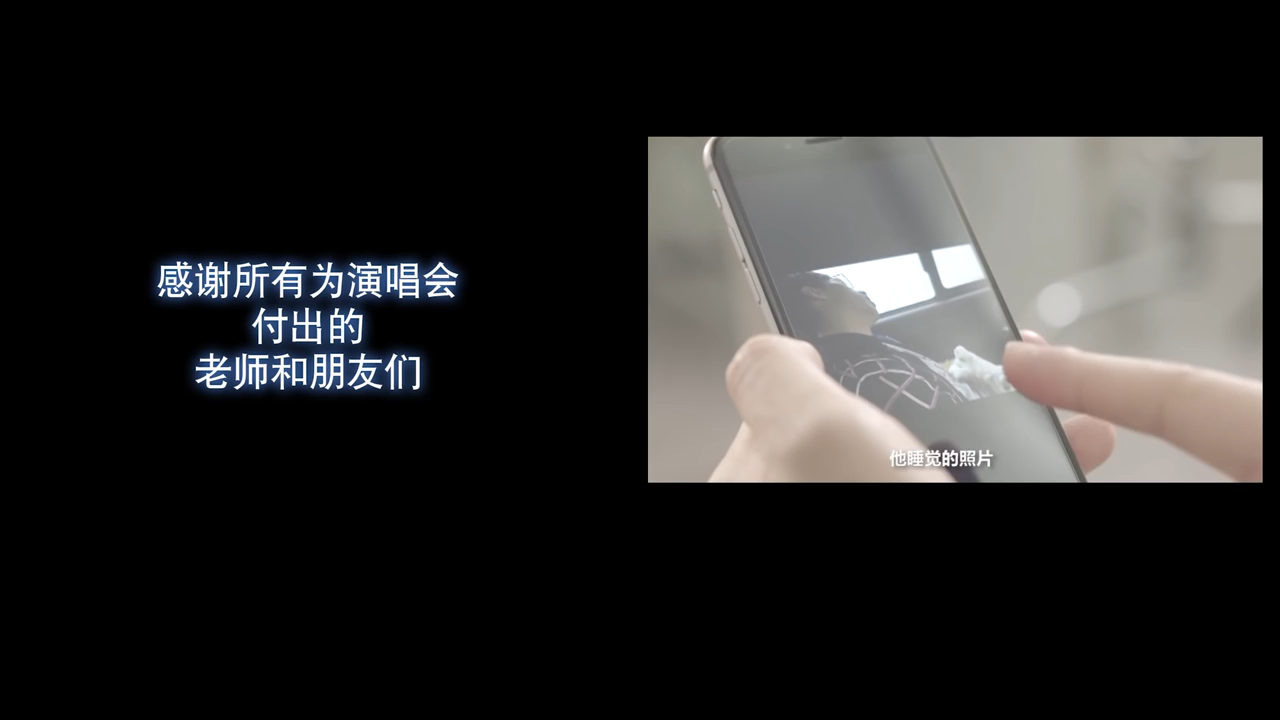 感谢所有为演唱会
付出的
老师和朋友们
他睡觉的照片